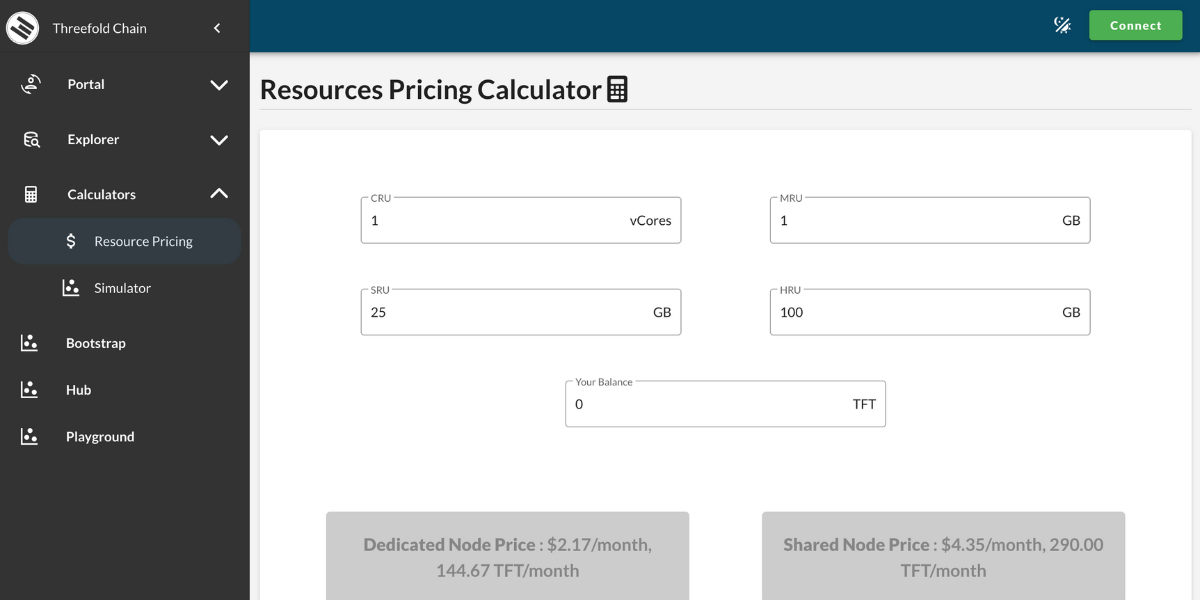 Threefold Chain
Connect
Portal
Explorer
Calculators
Resource Pricing
Simulator
Bootstrap
Hub
Playground
Resources Pricing Calculator
CRU
1 vCores
MRU
1 GB
SRU
25 GB
HRU
100 GB
Your Balance
0 TFT
Dedicated Node Price : $2.17/month,
144.67 TFT/month
Shared Node Price : $4.35/month, 290.00
TFT/month